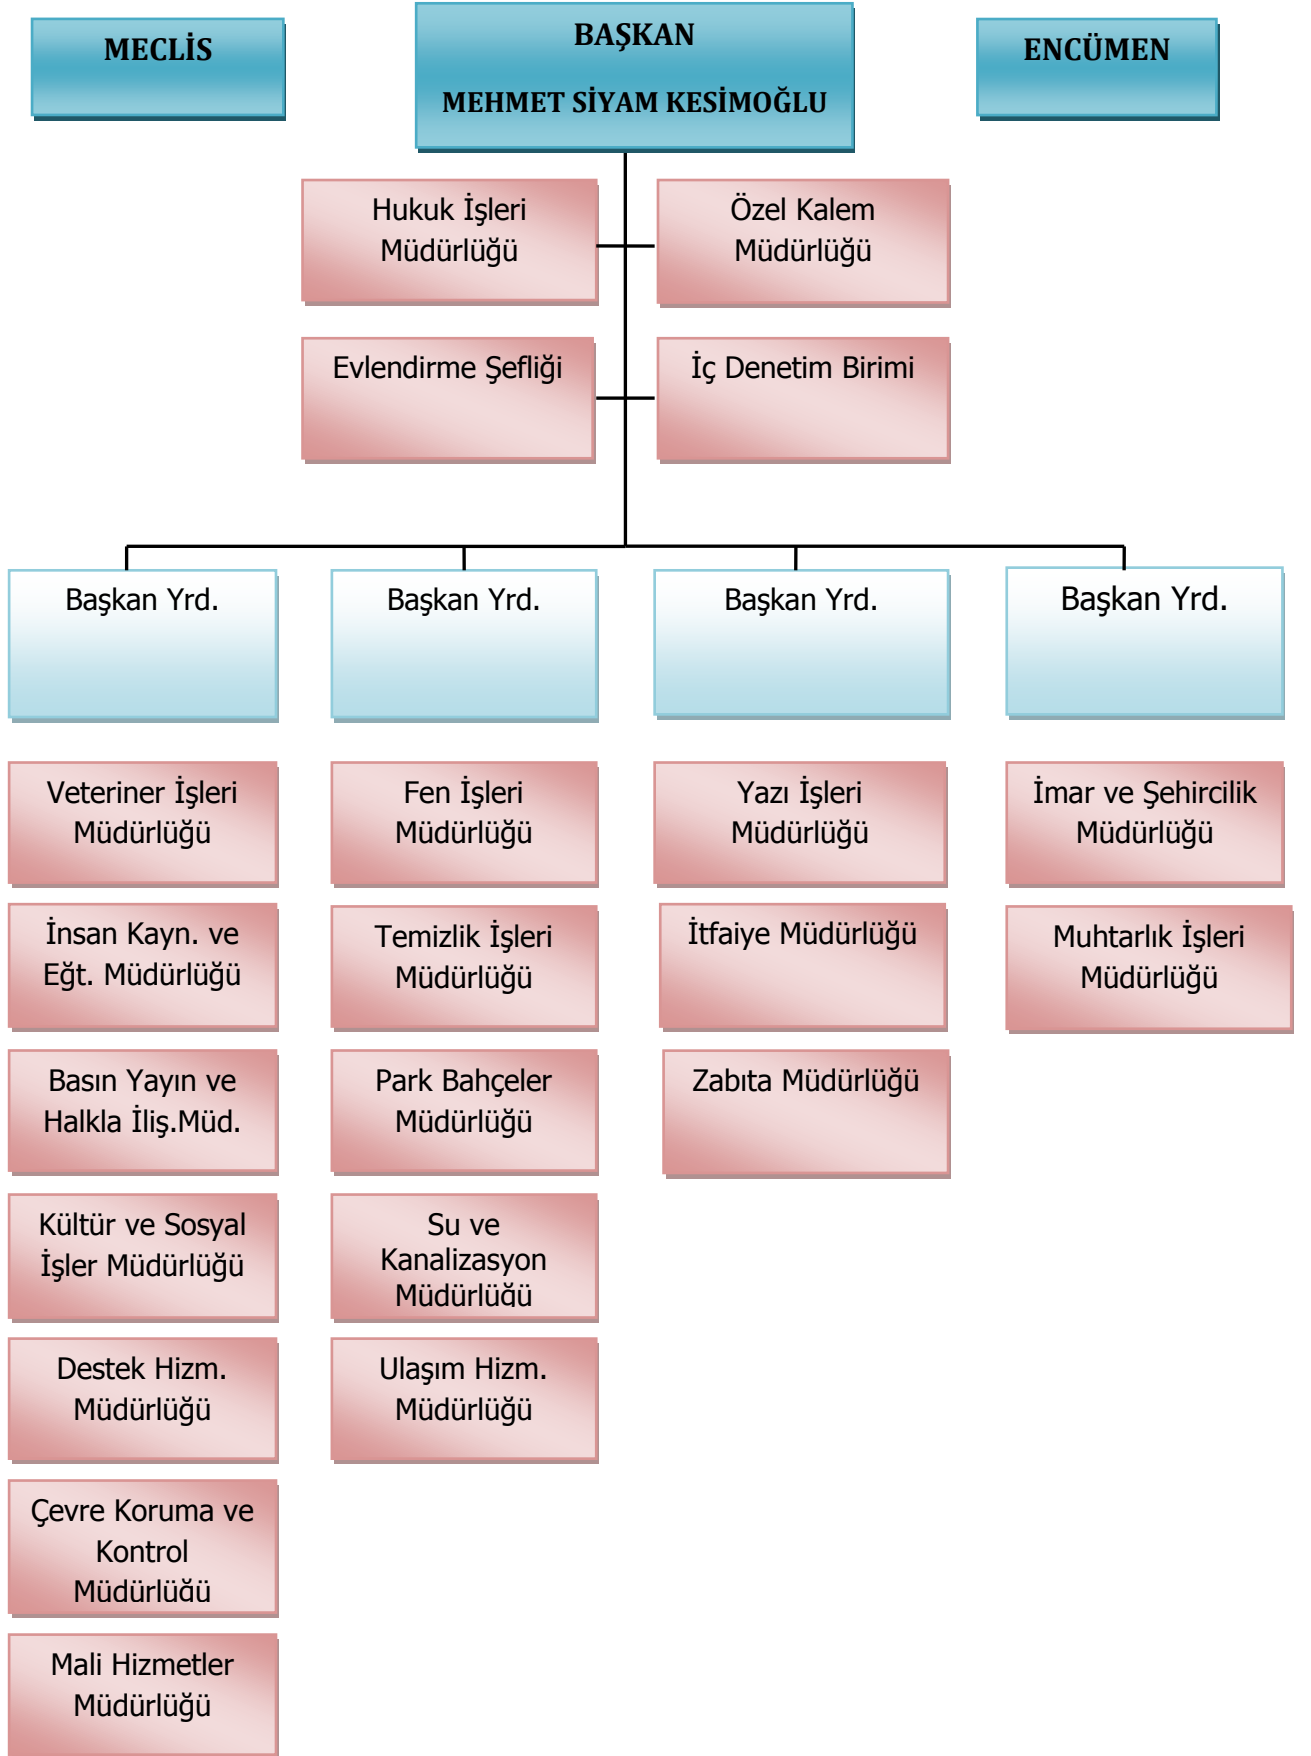 MECLİS
BAŞKAN
MEHMET SİYAM KESİMOĞLU
ENCÜMEN
Hukuk İşleri
Müdürlüğü
Özel Kalem
Müdürlüğü
Evlendirme Şefliği
İç Denetim Birimi
Başkan Yrd.
Başkan Yrd.
Başkan Yrd.
Başkan Yrd.
Veteriner İşleri
Müdürlüğü
İnsan Kayn. ve
Eğt. Müdürlüğü
Basın Yayın ve
Halkla İliş.Müd.
Kültür ve Sosyal
İşler Müdürlüğü
Destek Hizm.
Müdürlüğü
Çevre Koruma ve
Kontrol
Müdürlüğü
Mali Hizmetler
Müdürlüğü
Fen İşleri
Müdürlüğü
Temizlik İşleri
Müdürlüğü
Park Bahçeler
Müdürlüğü
Su ve
Kanalizasyon
Müdürlüğü
Ulaşım Hizm.
Müdürlüğü
Yazı İşleri
Müdürlüğü
İtfaiye Müdürlüğü
Zabıta Müdürlüğü
İmar ve Şehircilik
Müdürlüğü
Muhtarlık İşleri
Müdürlüğü